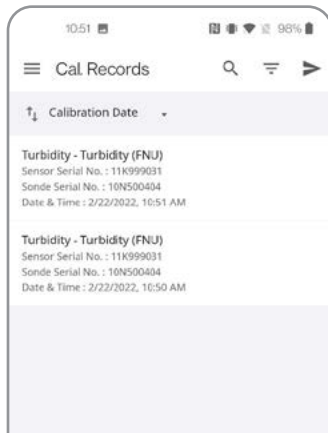 10:51
98%
Cal. Records
Calibration Date
Turbidity - Turbidity (FNU)
Sensor Serial No. : 11K999031
Sonde Serial No. : 10N500404
Date & Time : 2/22/2022, 10:51 AM
Turbidity - Turbidity (FNU)
Sensor Serial No. : 11K999031
Sonde Serial No. : 10N500404
Date & Time : 2/22/2022, 10:50 AM